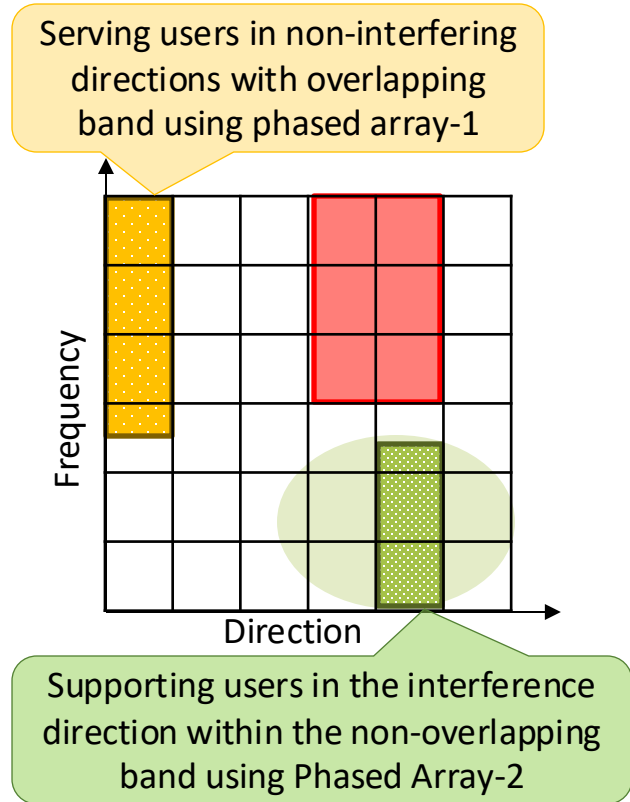 Serving users in non-interfering
directions with overlapping
band using phased array-1
Frequency
Direction
Supporting users in the interference
direction within the non-overlapping
band using Phased Array-2